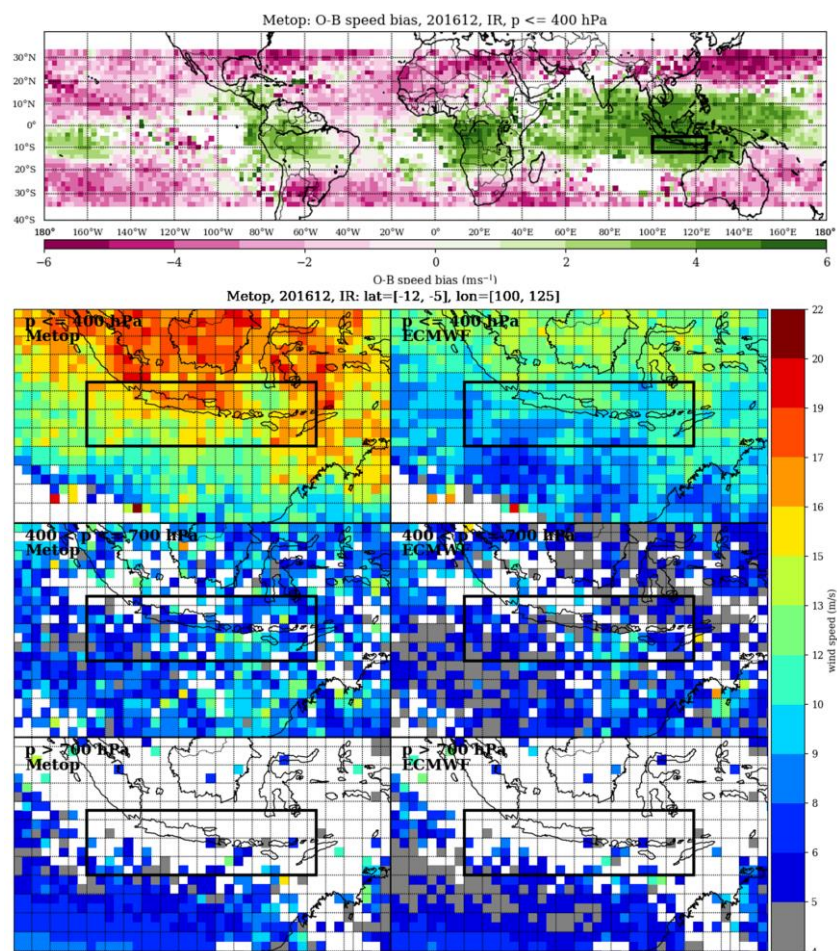 Metop: O-B speed bias, 201612, IR, p <= 400 hPa
30°N
20°N
10°N
0°
10°S
20°S
30°S
40°S
180° 160°W 140°W 120°W 100°W 80°W 60°W 40°W 20°W 0° 20°E 40°E 60°E 80°E 100°E 120°E 140°E 160°E 180°
−6 −4 −2 0 2 4 6
O-B speed bias (ms⁻¹)
Metop, 201612, IR: lat=[-12, -5], lon=[100, 125]
p <= 400 hPa
Metop
p <= 400 hPa
ECMWF
400 < p <= 700 hPa
Metop
400 < p <= 700 hPa
ECMWF
p > 700 hPa
Metop
p > 700 hPa
ECMWF
22
20
19
18
16
15
13
12
10
9
8
6
5
4
wind speed (m/s)